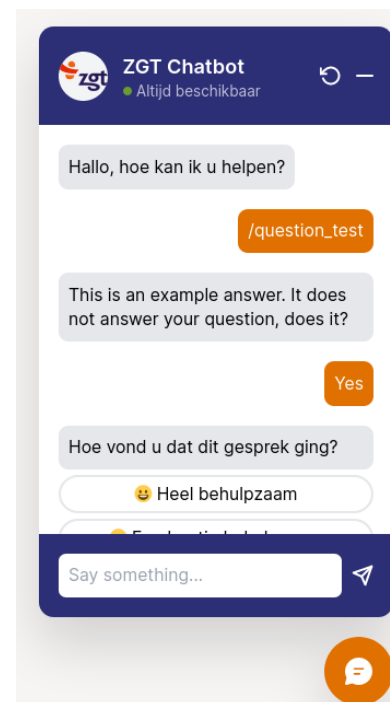 zgt
ZGT Chatbot
Altijd beschikbaar
Hallo, hoe kan ik u helpen?
/question_test
This is an example answer. It does
not answer your question, does it?
Yes
Hoe vond u dat dit gesprek ging?
😀 Heel behulpzaam
Say something...